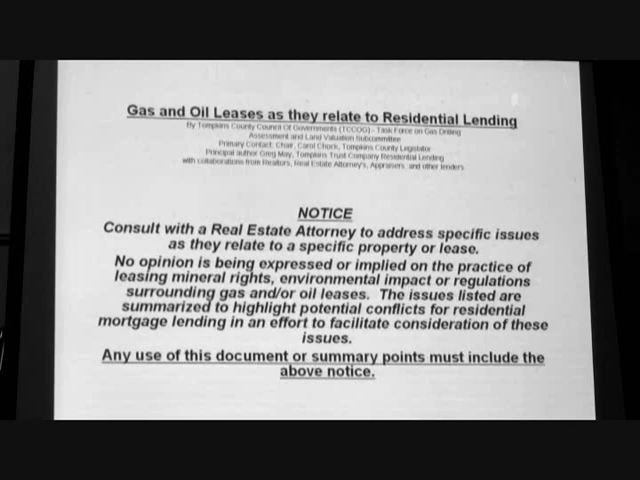 Gas and Oil Leases as they relate to Residential Lending
By Tompkins County Council Of Governments (TCCOG) - Task Force on Gas Drilling
Assessment and Land Valuation Subcommittee
Primary Contact: Chair, Carol Chock, Tompkins County Legislator
Principal author Greg May, Tompkins Trust Company Residential Lending
with collaborations from Realtors, Real Estate Attorney's, Appraisers, and other lenders.
NOTICE
Consult with a Real Estate Attorney to address specific issues
as they relate to a specific property or lease.
No opinion is being expressed or implied on the practice of
leasing mineral rights, environmental impact or regulations
surrounding gas and/or oil leases. The issues listed are
summarized to highlight potential conflicts for residential
mortgage lending in an effort to facilitate consideration of these
issues.
Any use of this document or summary points must include the
above notice.